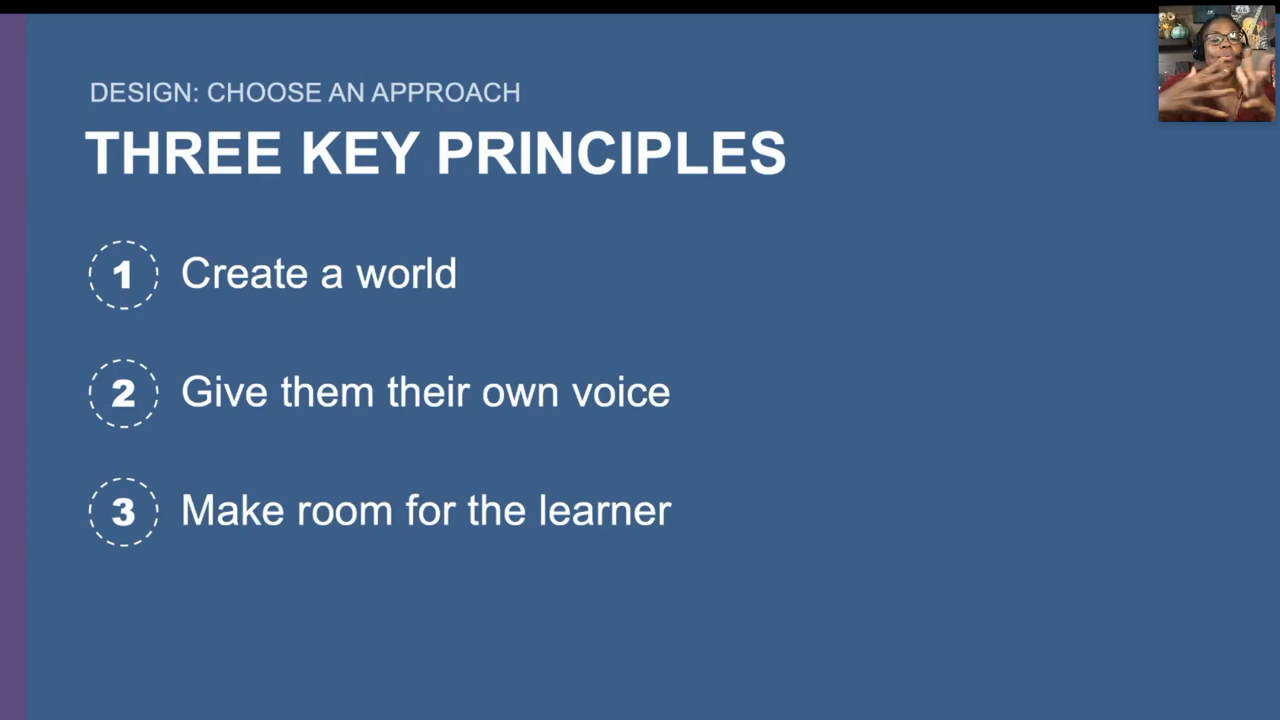 DESIGN: CHOOSE AN APPROACH
THREE KEY PRINCIPLES
1 Create a world
2 Give them their own voice
3 Make room for the learner